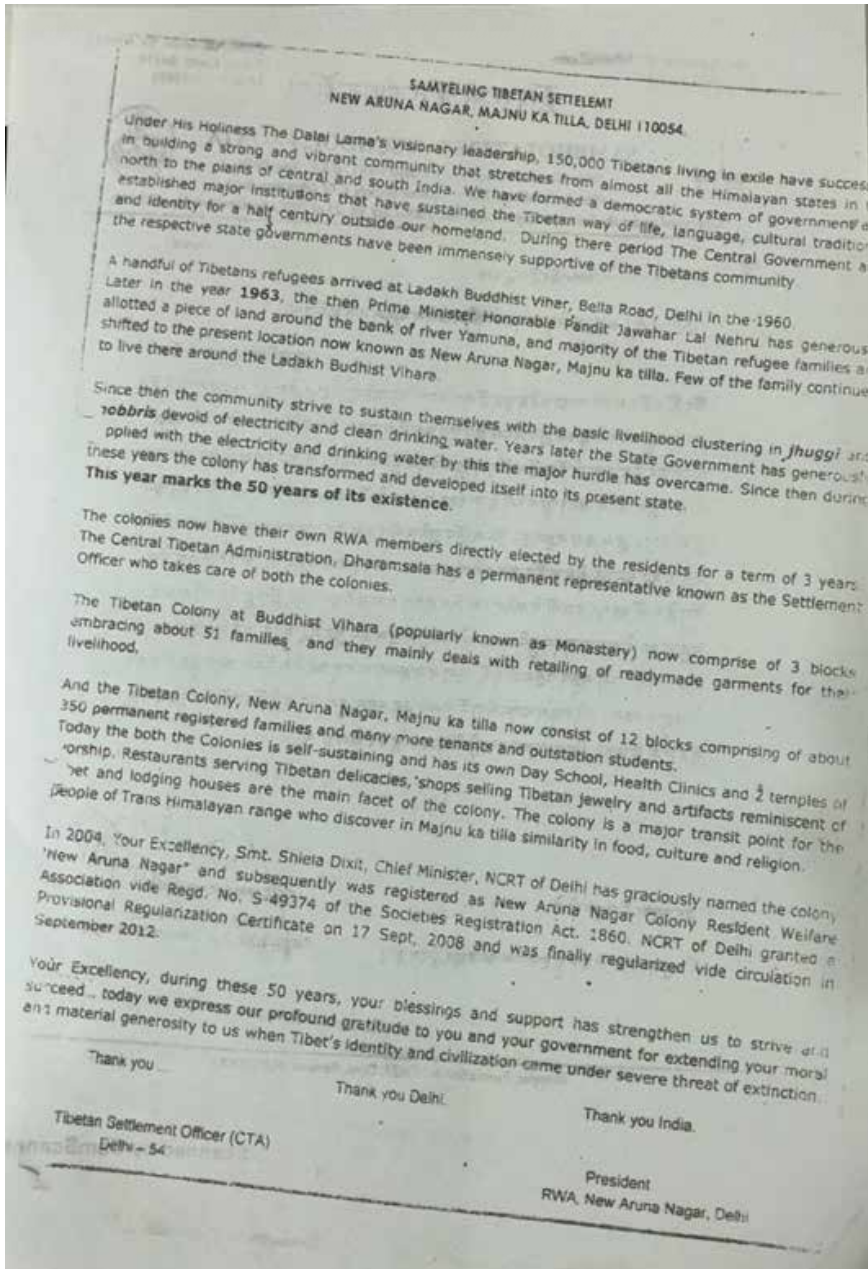 SAMYELING TIBETAN SETTELEMT
NEW ARUNA NAGAR, MAJNU KA TILLA, DELHI 110054.
Under His Holiness The Dalai Lama's visionary leadership, 150,000 Tibetans living in exile have success
in building a strong and vibrant community that stretches from almost all the Himalayan states in
north to the plains of central and south India. We have formed a democratic system of government
established major institutions that have sustained the Tibetan way of life, language, cultural tradition
and identity for a half century outside our homeland. During there period The Central Government a
the respective state governments have been immensely supportive of the Tibetans community
A handful of Tibetans refugees arrived at Ladakh Buddhist Vihar, Bella Road, Delhi in the 1960.
Later in the year 1963, the then Prime Minister Honorable Pandit Jawahar Lal Nehru has generous
allotted a piece of land around the bank of river Yamuna, and majority of the Tibetan refugee families a
shifted to the present location now known as New Aruna Nagar, Majnu ka tilla. Few of the family continue
to live there around the Ladakh Budhist Vihara.
Since then the community strive to sustain themselves with the basic livelihood clustering in jhuggi and
hobbris devoid of electricity and clean drinking water. Years later the State Government has generousl
pplied with the electricity and drinking water by this the major hurdle has overcame. Since then during
these years the colony has transformed and developed itself into its present state.
This year marks the 50 years of its existence.
The colonies now have their own RWA members directly elected by the residents for a term of 3 years
The Central Tibetan Administration, Dharamsala has a permanent representative known as the Settlement
Officer who takes care of both the colonies.
The Tibetan Colony at Buddhist Vihara (popularly known as Monastery) now comprise of 3 blocks
embracing about 51 families and they mainly deals with retailing of readymade garments for their
livelihood.
And the Tibetan Colony, New Aruna Nagar, Majnu ka tilla now consist of 12 blocks comprising of about
350 permanent registered families and many more tenants and outstation students.
Today the both the Colonies is self-sustaining and has its own Day School, Health Clinics and 2 temples of
orship. Restaurants serving Tibetan delicacies, shops selling Tibetan jewelry and artifacts reminiscent of
bet and lodging houses are the main facet of the colony. The colony is a major transit point for the
people of Trans Himalayan range who discover in Majnu ka tilla similarity in food, culture and religion.
In 2004, Your Excellency, Smt. Shiela Dixit, Chief Minister, NCRT of Delhi has graciously named the colony
"New Aruna Nagar" and subsequently was registered as New Aruna Nagar Colony Resident Welfare
Association vide Regd. No. S-49374 of the Societies Registration Act. 1860. NCRT of Delhi granted a
Provisional Regularization Certificate on 17 Sept, 2008 and was finally regularized vide circulation in
September 2012.
Your Excellency, during these 50 years, your blessings and support has strengthen us to strive and
succeed.. today we express our profound gratitude to you and your government for extending your moral
and material generosity to us when Tibet's identity and civilization came under severe threat of extinction.
Thank you Thank you Delhi. Thank you India.
Tibetan Settlement Officer (CTA)
Delhi – 54
President
RWA, New Aruna Nagar, Delhi